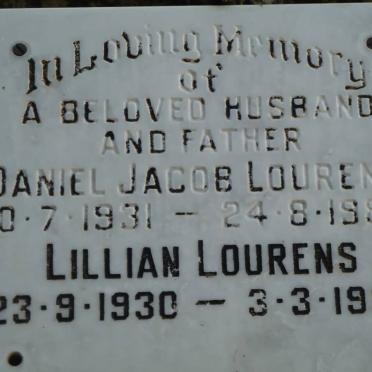 In Loving Memory
of
A BELOVED HUSBAND
AND FATHER
DANIEL JACOB LOUREN
0·7·1931 — 24·8·19
LILLIAN LOURENS
23·9·1930 — 3·3·19